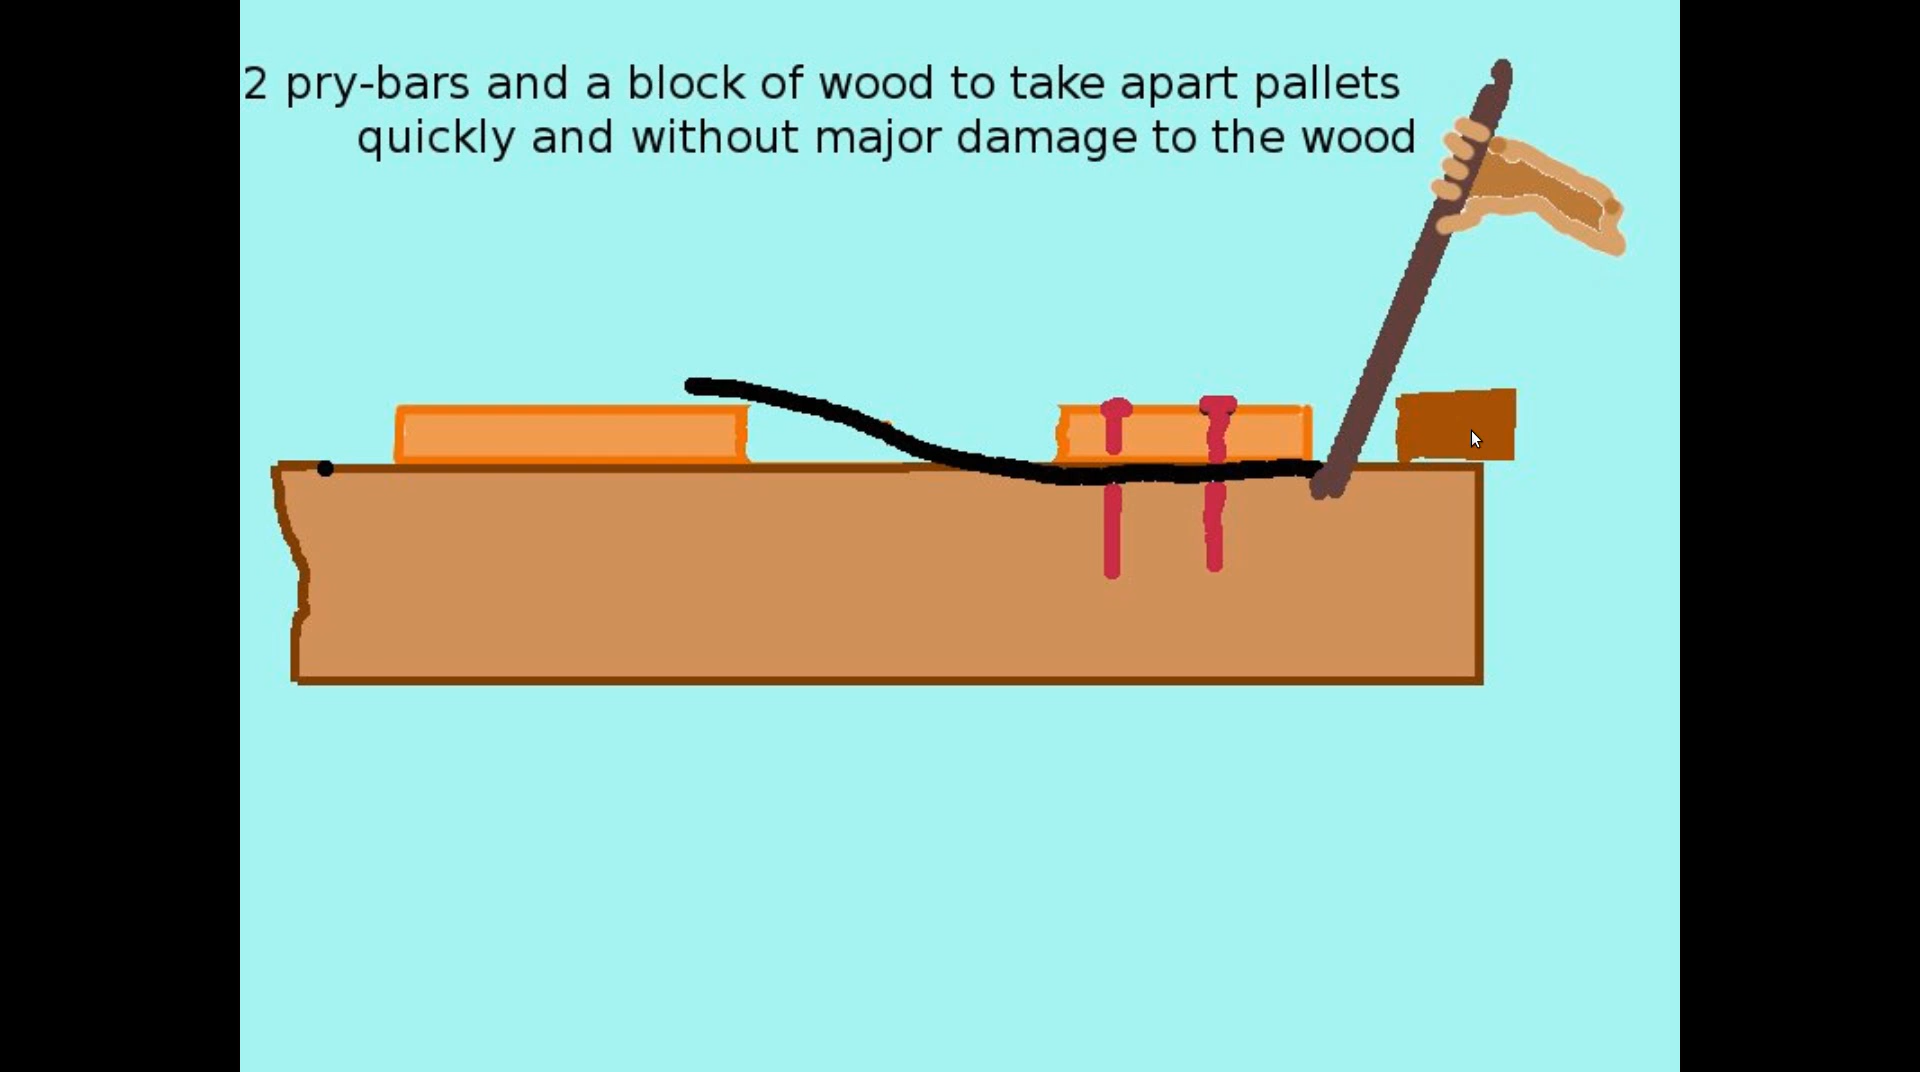 2 pry-bars and a block of wood to take apart pallets
quickly and without major damage to the wood